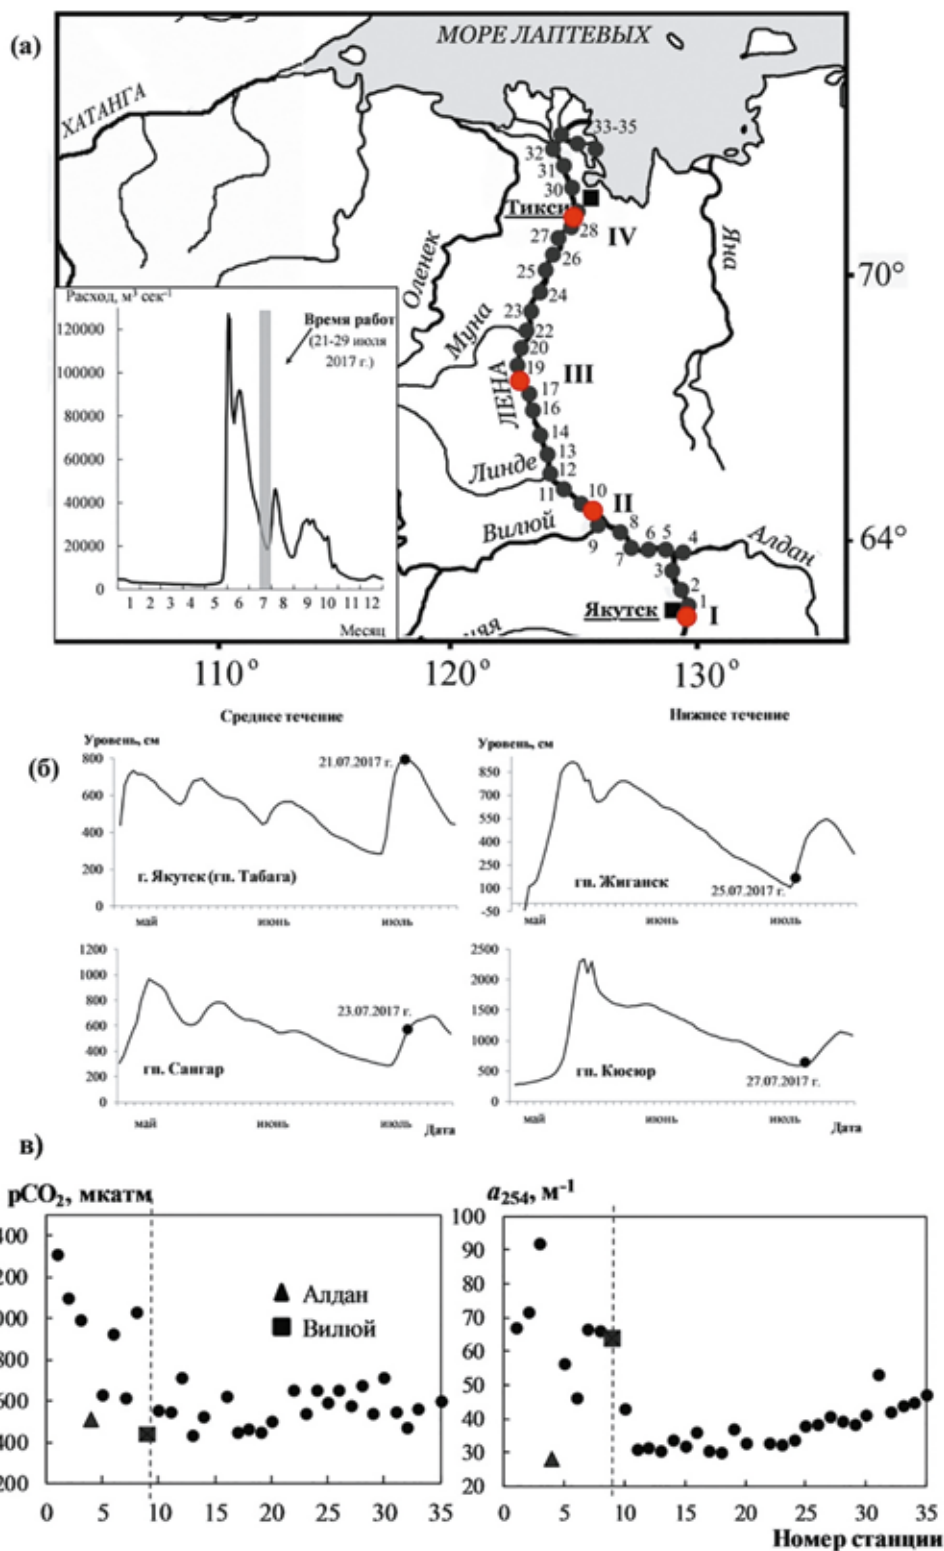 (а)
МОРЕ ЛАПТЕВЫХ
ХАТАНГА
33-35
32
31
30
Тикси
28
IV
27
26
25
24
23
22
20
19
III
17
16
14
13
12
11
10
II
9
8
7
6
5
4
3
2
1
I
Оленек
Муна
ЛЕНА
Линде
Вилюй
Яна
Алдан
Якутск
няя
70°
64°
110°
120°
130°
Расход, м³ сек⁻¹
120000
100000
80000
60000
40000
20000
0
Время работ
(21-29 июля
2017 г.)
1 2 3 4 5 6 7 8 9 10 11 12
Месяц
Среднее течение
Нижнее течение
(б)
Уровень, см
800
600
400
200
0
21.07.2017 г.
г. Якутск (гп. Табага)
май июнь июль
Уровень, см
850
700
550
400
250
100
-50
гп. Жиганск
25.07.2017 г.
май июнь июль
1200
1000
800
600
400
200
0
23.07.2017 г.
гп. Сангар
май июнь июль Дата
2500
2000
1500
1000
500
0
гп. Кюсюр
27.07.2017 г.
май июнь июль Дата
в)
pCO₂, мкатм
400
200
000
800
600
400
200
0 5 10 15 20 25 30 35
Алдан
Вилюй
a₂₅₄, м⁻¹
100
90
80
70
60
50
40
30
20
0 5 10 15 20 25 30 35
Номер станции